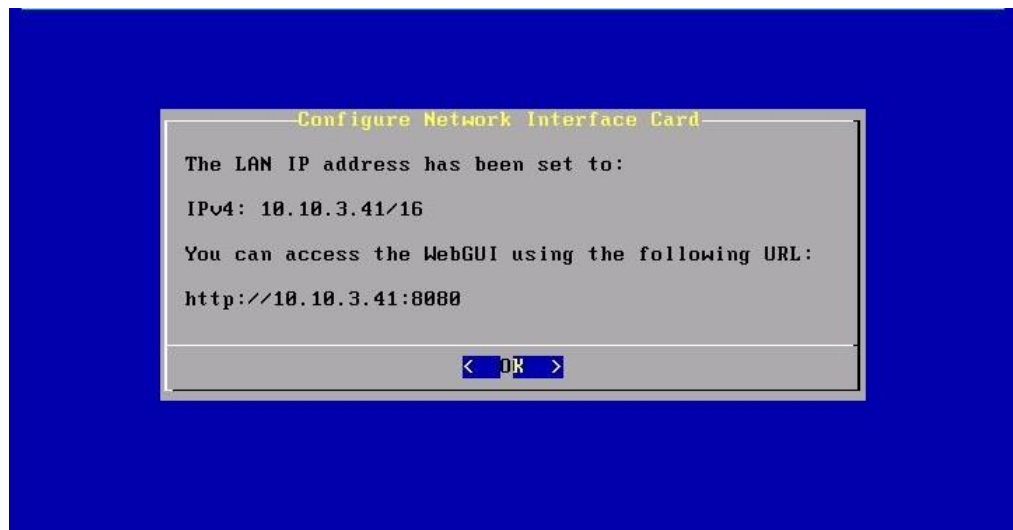 Configure Network Interface Card
The LAN IP address has been set to:
IPv4: 10.10.3.41/16
You can access the WebGUI using the following URL:
http://10.10.3.41:8080
< OK >